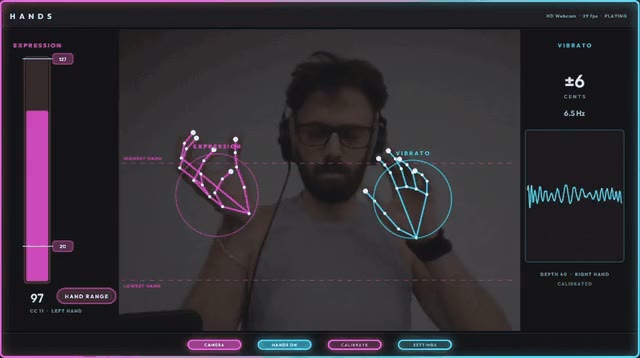 HANDS
HD Webcam · 29 fps · PLAYING
EXPRESSION
127
20
97
HAND RANGE
CC 11 · LEFT HAND
EXPRESSION
VIBRATO
HIGHEST HAND
LOWEST HAND
VIBRATO
±6
CENTS
6.5 Hz
DEPTH 40 · RIGHT HAND
CALIBRATED
CAMERA
HANDS ON
CALIBRATE
SETTINGS